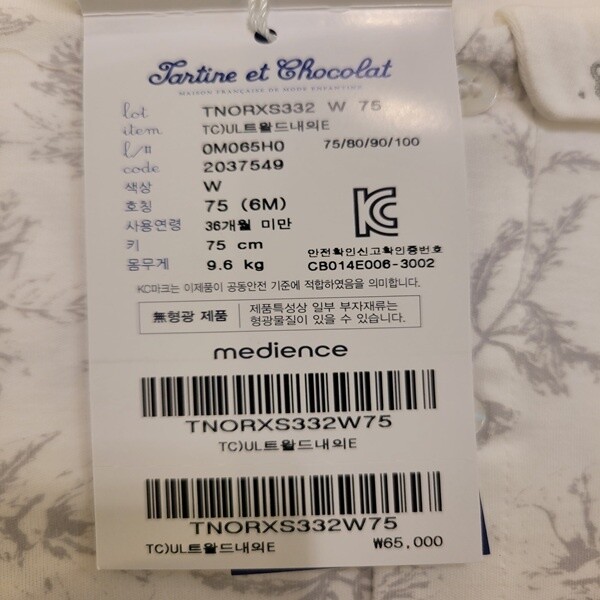 Tartine et Chocolat
MAISON FRANÇAISE DE MODE ENFANTINE
lot TNORXS332 W 75
item TC)UL트왈드내의E
l/n 0M065H0 75/80/90/100
code 2037549
색상 W
호칭 75 (6M)
사용연령 36개월 미만
키 75 cm
몸무게 9.6 kg
안전확인신고확인증번호
CB014E006-3002
KC마크는 이제품이 공통안전 기준에 적합하였음을 의미합니다.
無형광 제품
제품특성상 일부 부자재류는
형광물질이 있을 수 있습니다.
medience
TNORXS332W75
TC)UL트왈드내의E
TNORXS332W75
TC)UL트왈드내의E ₩65,000